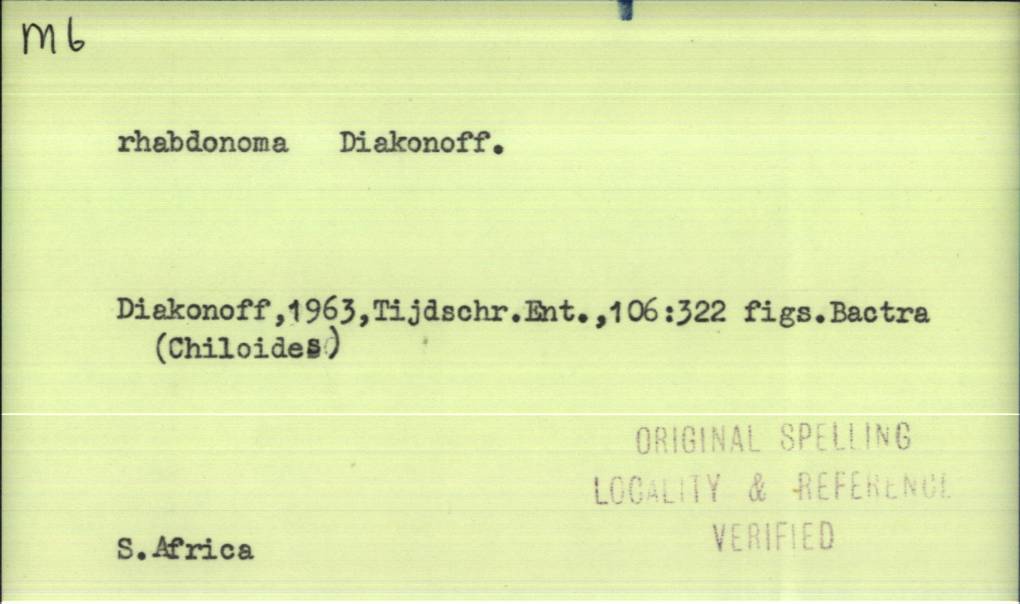 M6
rhabdonoma Diakonoff.
Diakonoff,1963,Tijdschr.Ent.,106:322 figs.Bactra
(Chiloides)
ORIGINAL SPELLING
LOCALITY & REFERENCE
VERIFIED
S.Africa